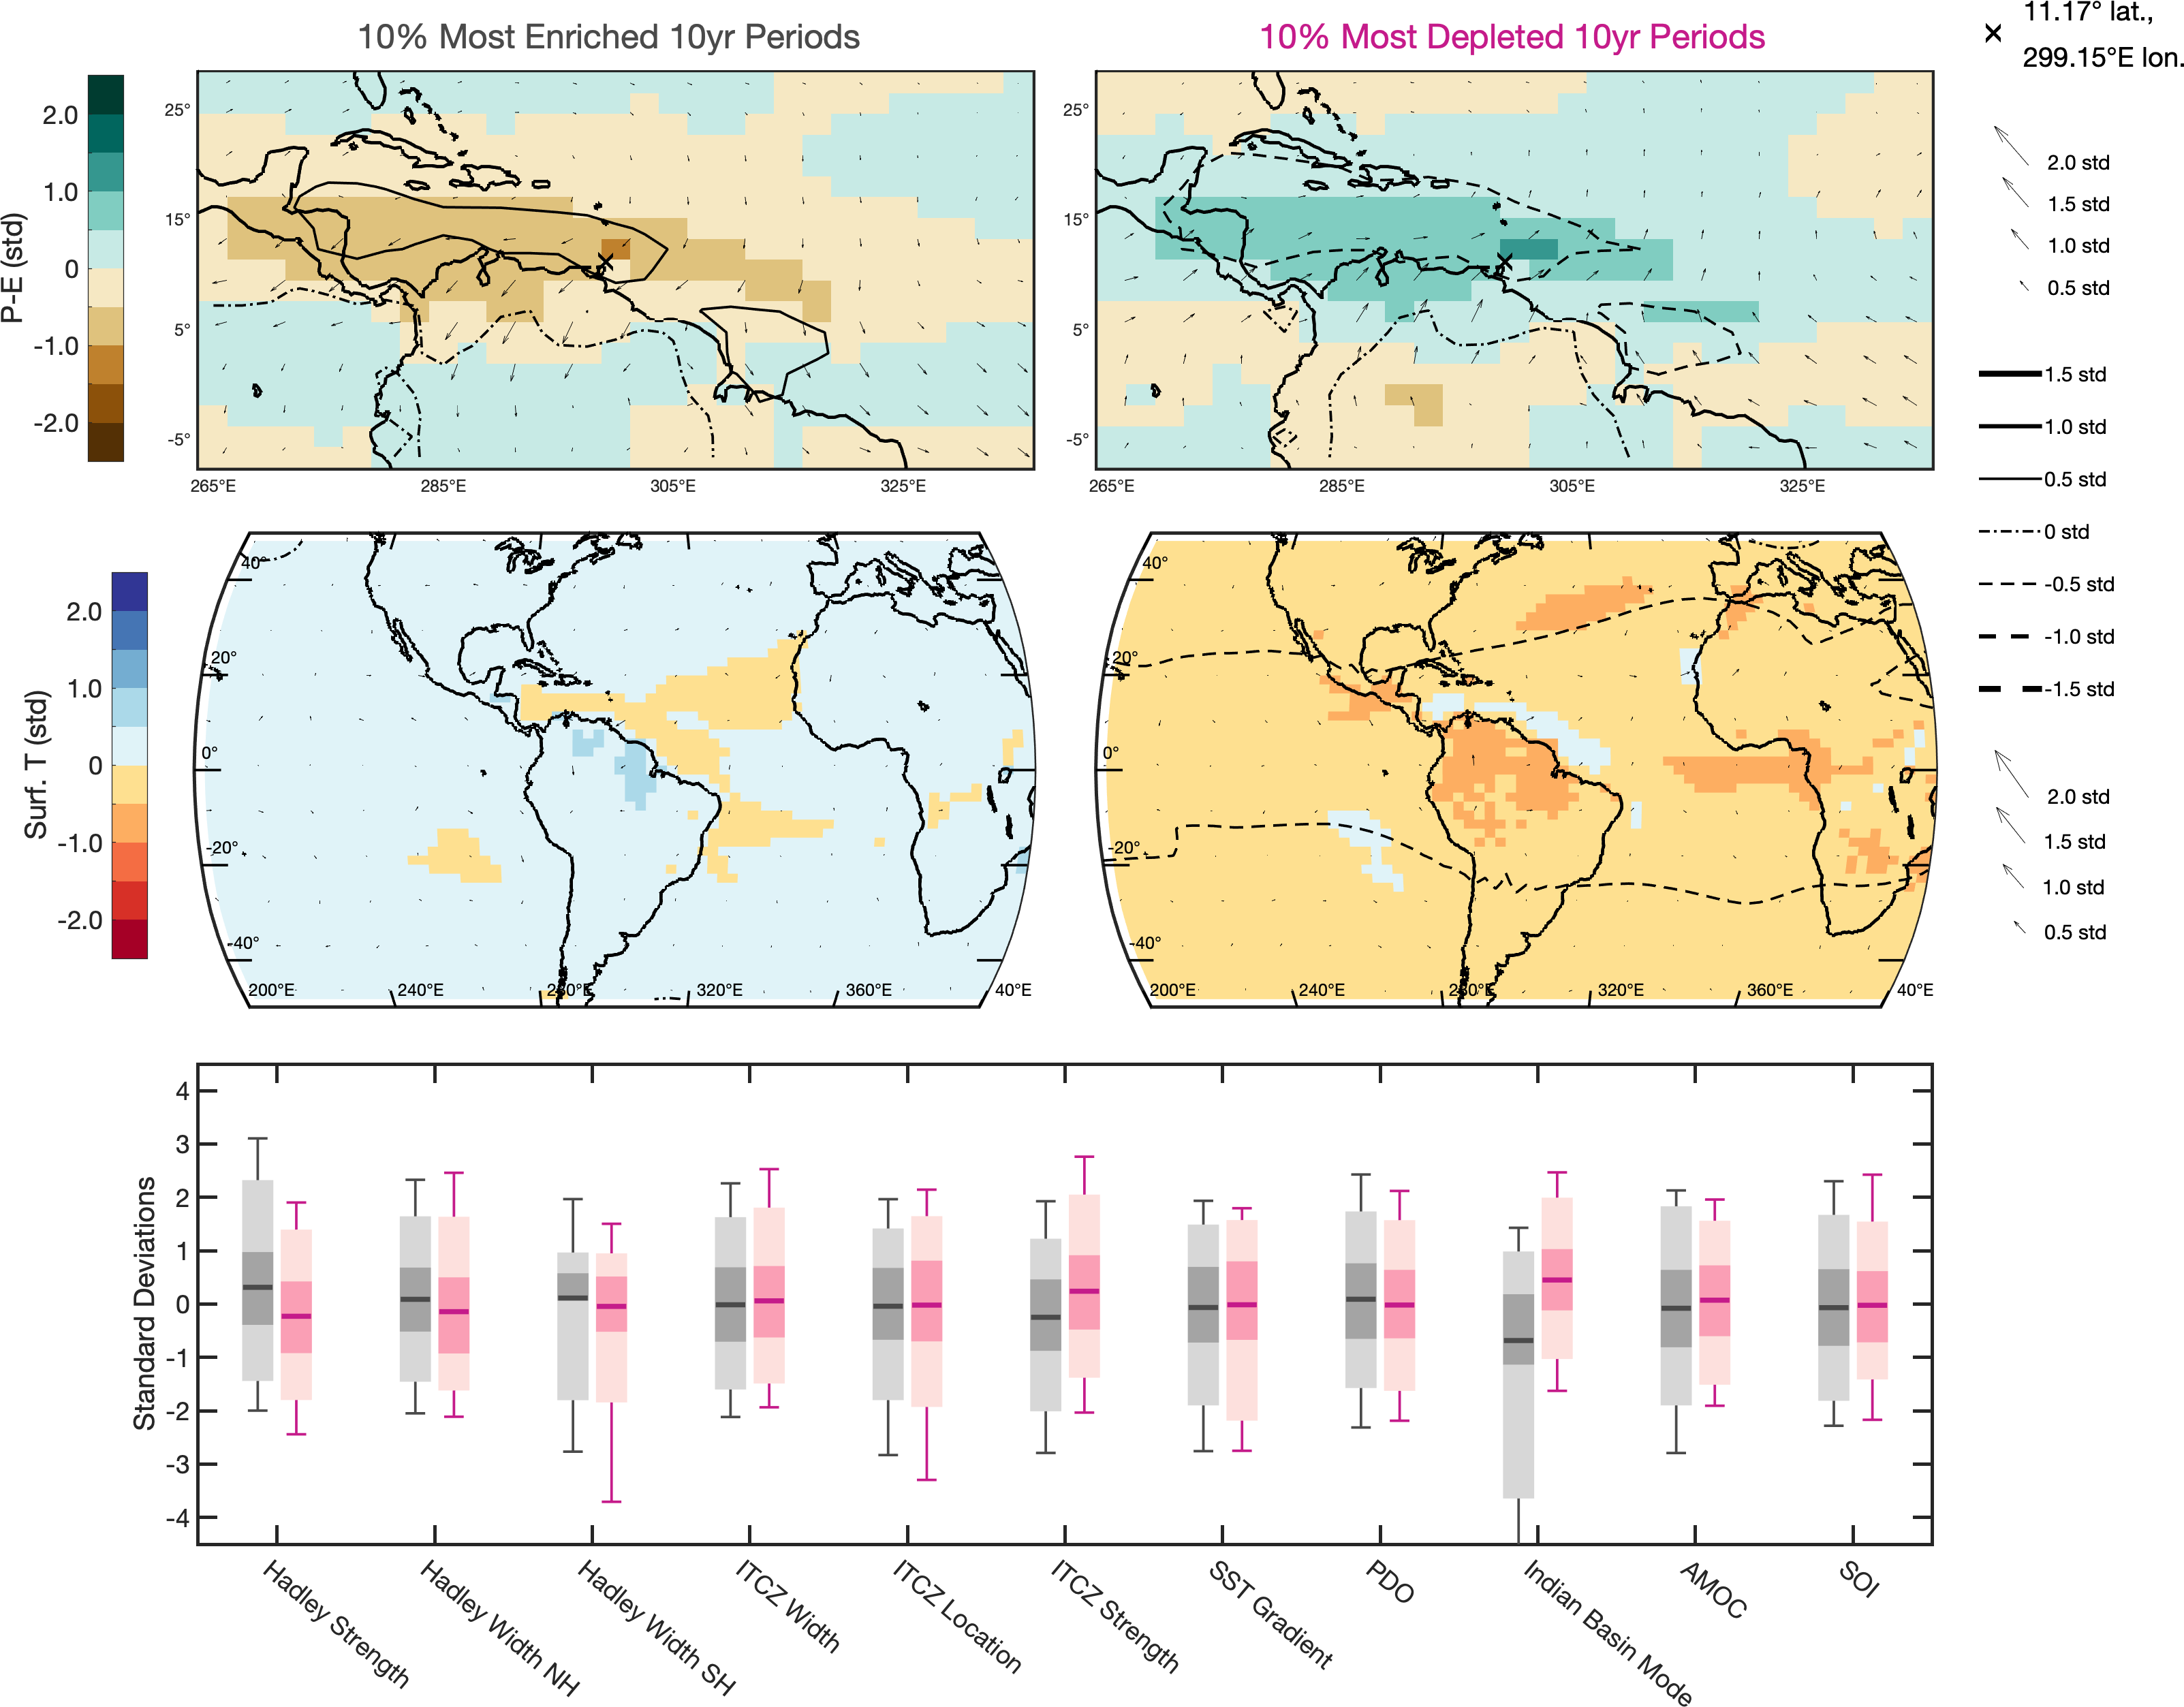 10% Most Enriched 10yr Periods
10% Most Depleted 10yr Periods
11.17° lat.,
299.15°E lon.
P-E (std)
2.0
1.0
0
-1.0
-2.0
25°
15°
5°
-5°
265°E
285°E
305°E
325°E
25°
15°
5°
-5°
265°E
285°E
305°E
325°E
2.0 std
1.5 std
1.0 std
0.5 std
1.5 std
1.0 std
0.5 std
0 std
-0.5 std
-1.0 std
-1.5 std
Surf. T (std)
2.0
1.0
0
-1.0
-2.0
40°
20°
0°
-20°
-40°
200°E
240°E
280°E
320°E
360°E
40°E
40°
20°
0°
-20°
-40°
200°E
240°E
280°E
320°E
360°E
40°E
2.0 std
1.5 std
1.0 std
0.5 std
Standard Deviations
4
3
2
1
0
-1
-2
-3
-4
Hadley Strength
Hadley Width NH
Hadley Width SH
ITCZ Width
ITCZ Location
ITCZ Strength
SST Gradient
PDO
Indian Basin Mode
AMOC
SOI